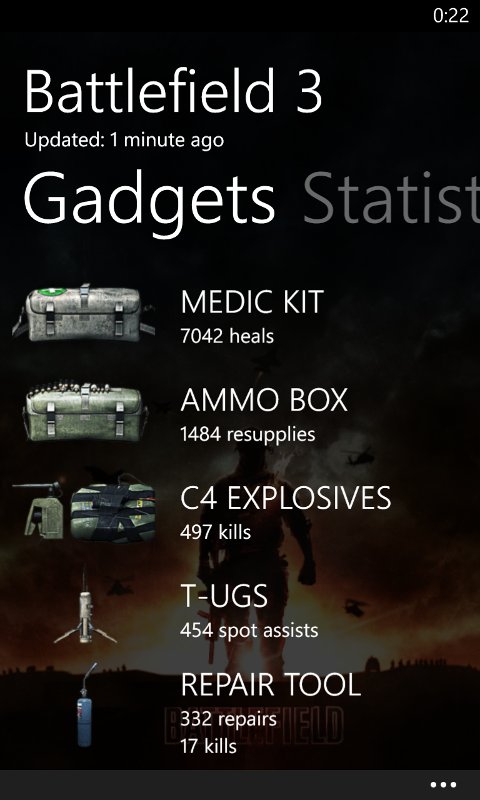 0:22
Battlefield 3
Updated: 1 minute ago
Gadgets Statist
MEDIC KIT
7042 heals
AMMO BOX
1484 resupplies
C4 EXPLOSIVES
497 kills
T-UGS
454 spot assists
REPAIR TOOL
332 repairs
BATTLEFIELD
17 kills